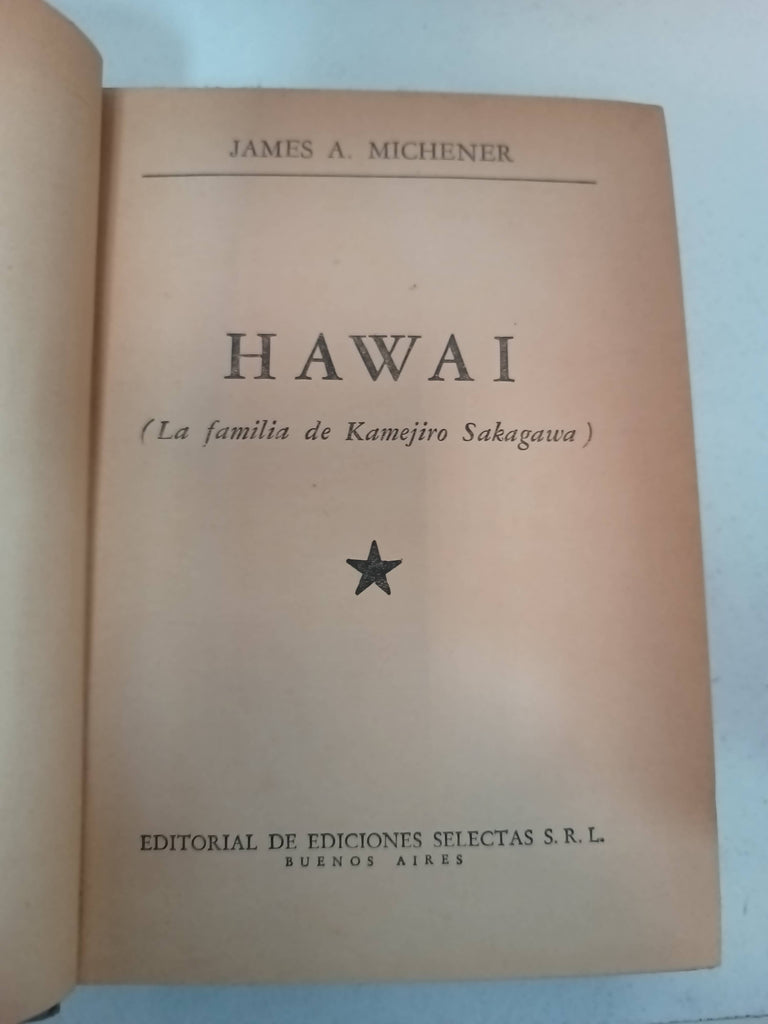 JAMES A. MICHENER
HAWAI
(La familia de Kamejiro Sakagawa)
EDITORIAL DE EDICIONES SELECTAS S. R. L.
BUENOS AIRES